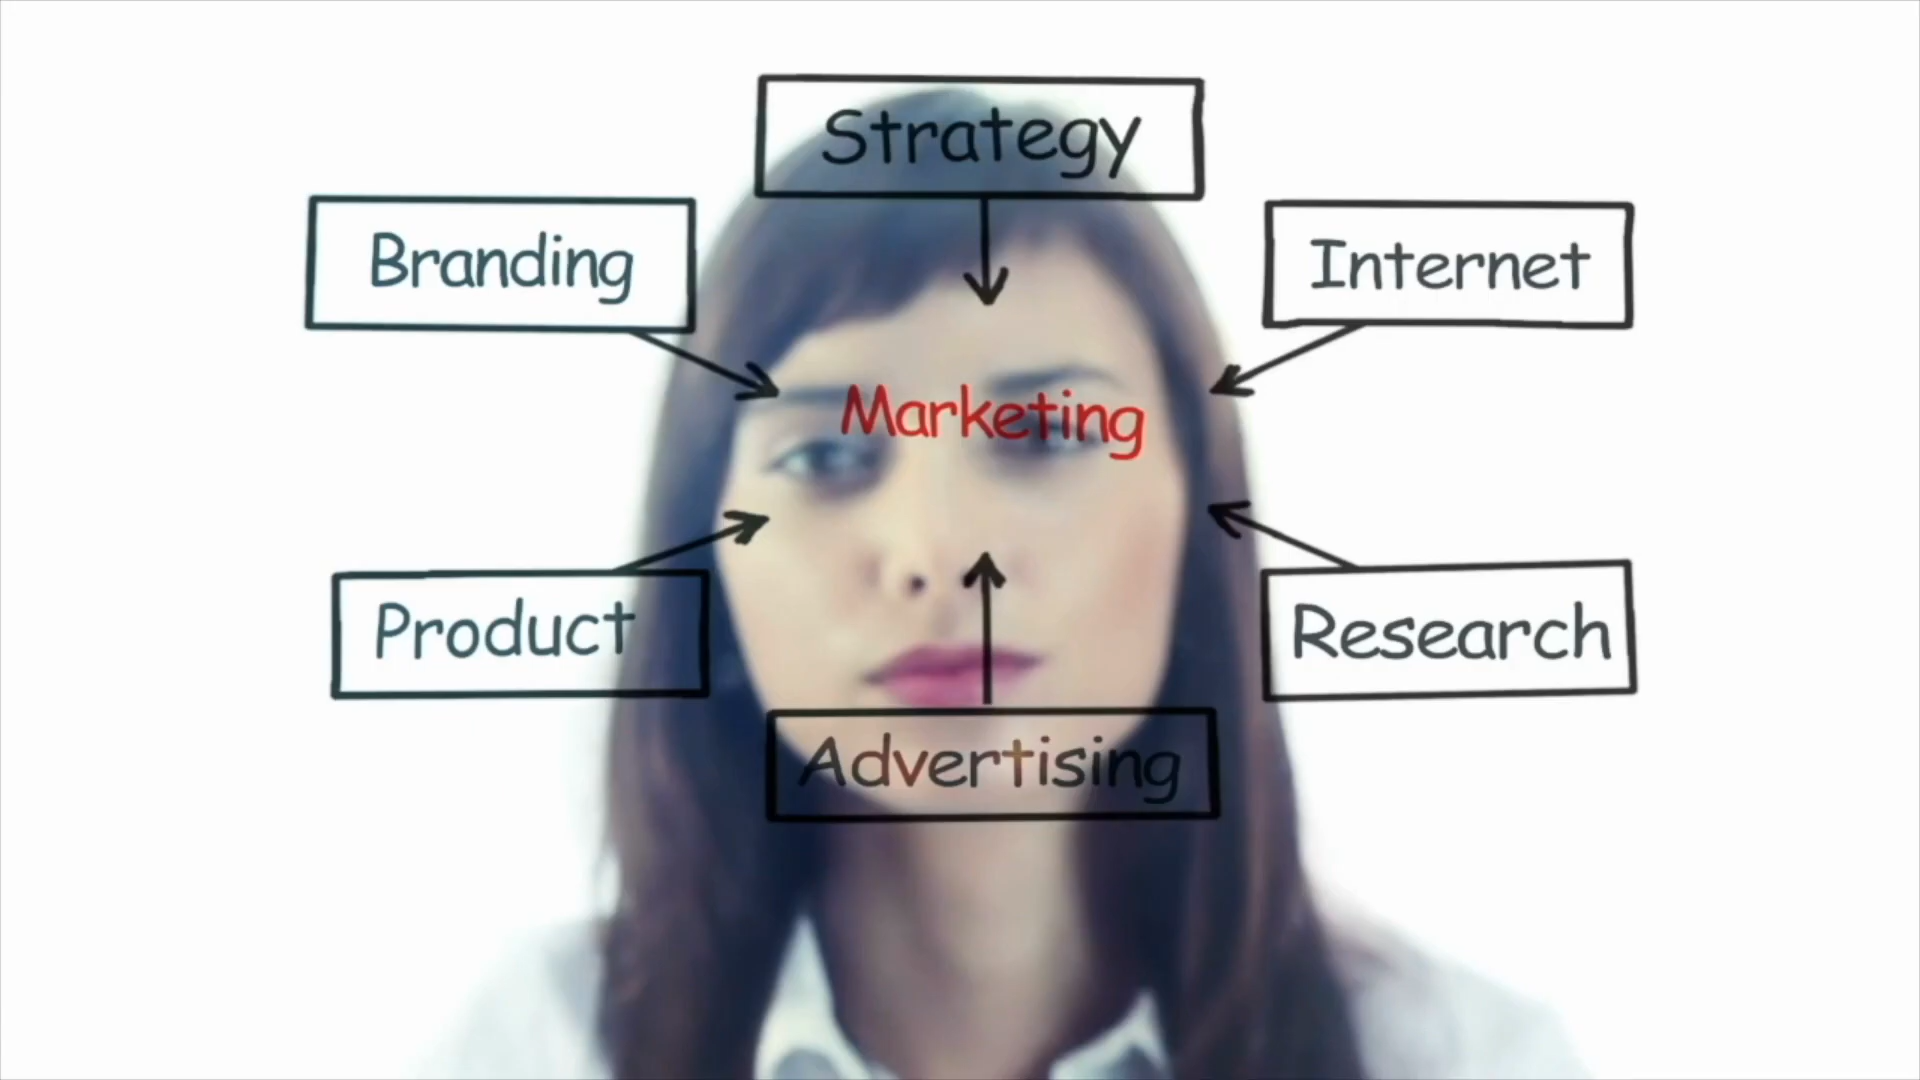 Strategy
Branding
Internet
Marketing
Product
Research
Advertising